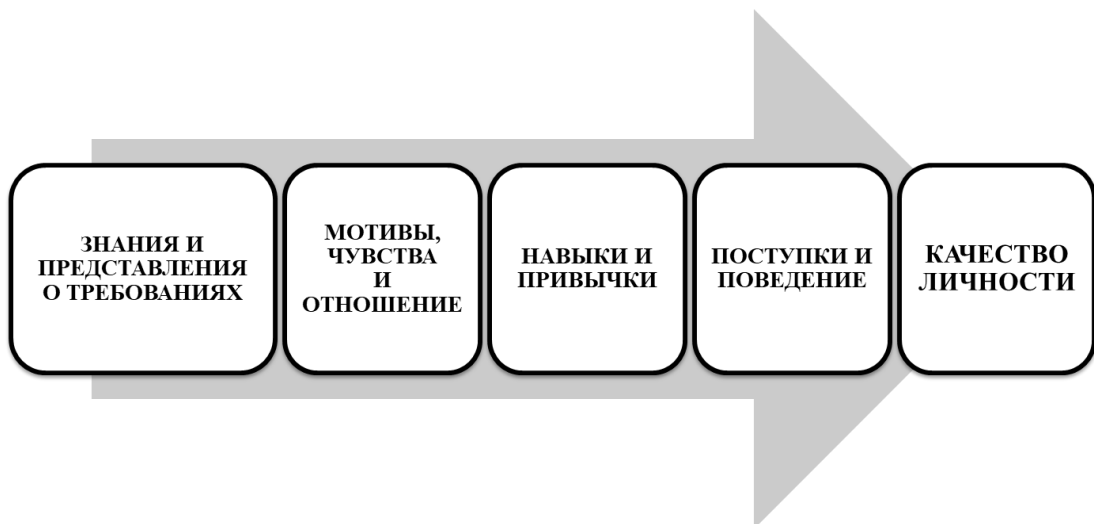 ЗНАНИЯ И
ПРЕДСТАВЛЕНИЯ
О ТРЕБОВАНИЯХ
МОТИВЫ,
ЧУВСТВА
И
ОТНОШЕНИЕ
НАВЫКИ И
ПРИВЫЧКИ
ПОСТУПКИ И
ПОВЕДЕНИЕ
КАЧЕСТВО
ЛИЧНОСТИ